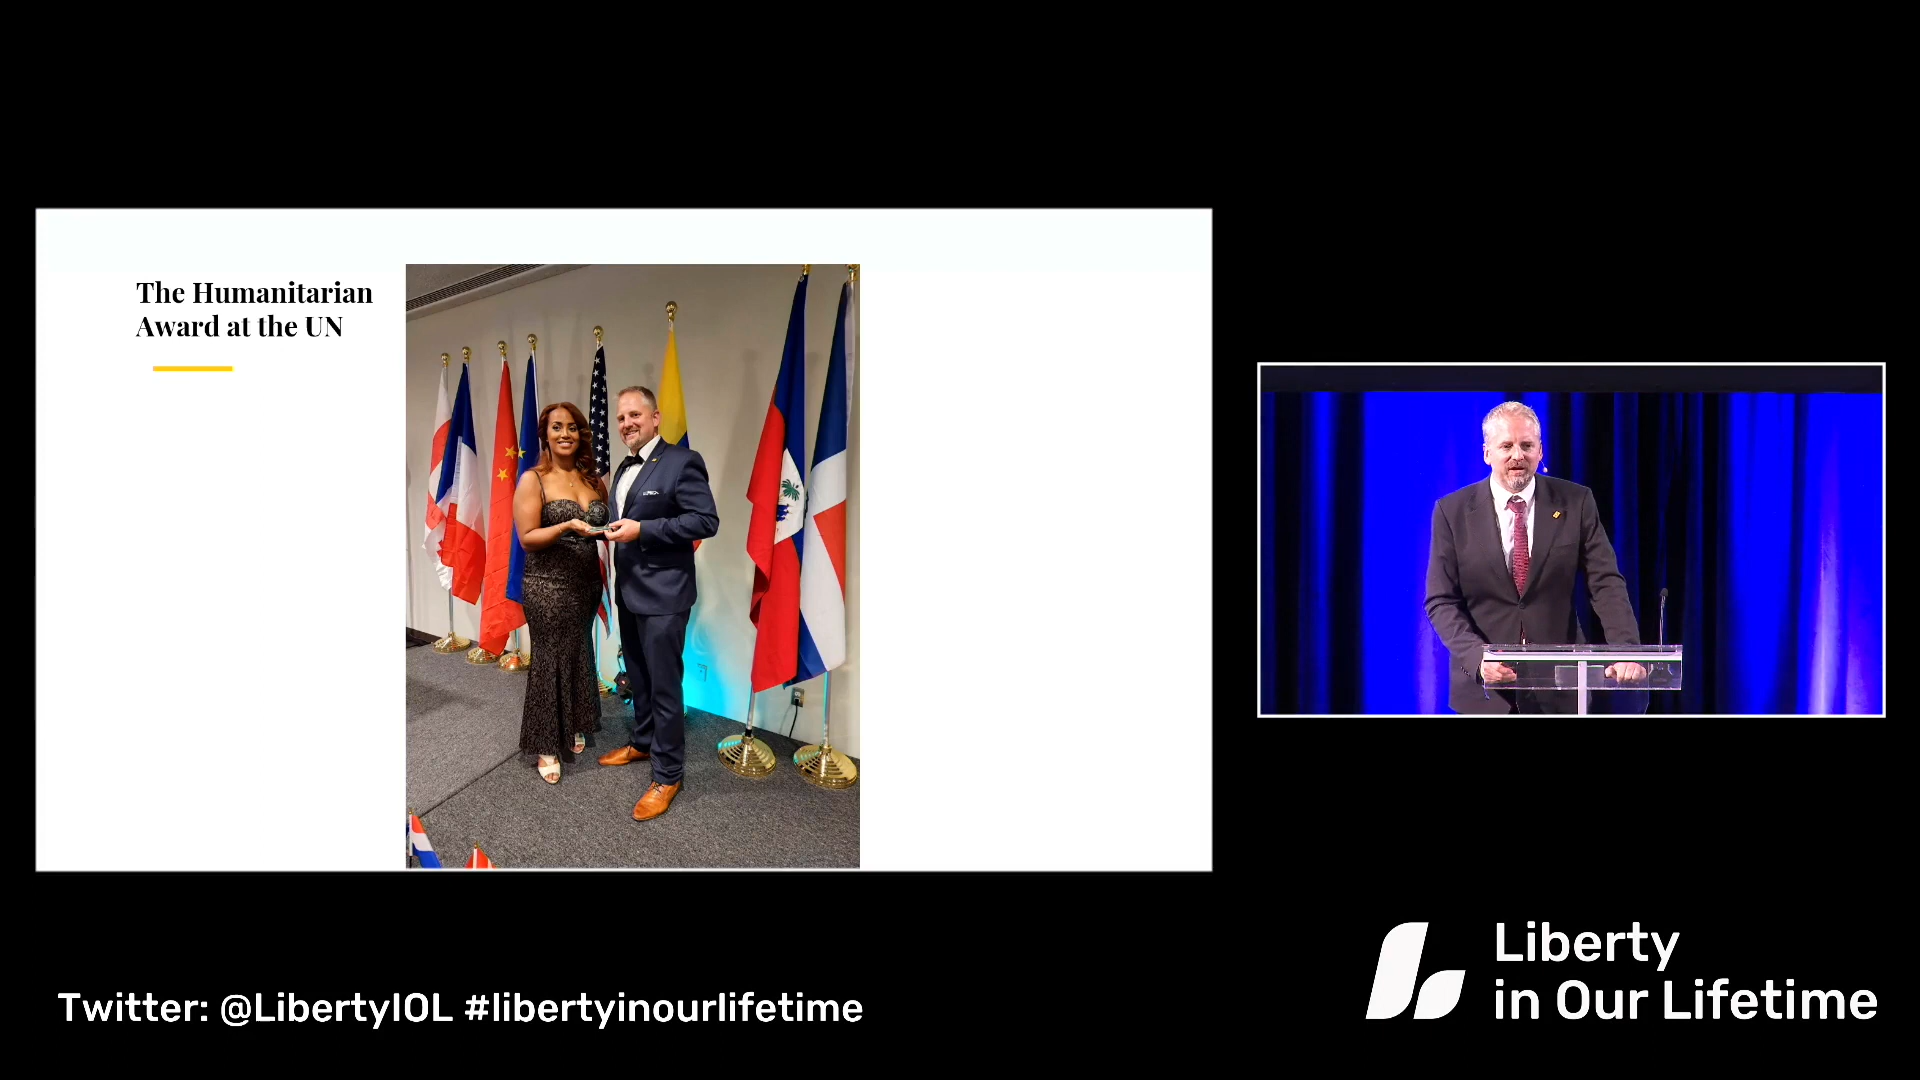 The Humanitarian
Award at the UN
Twitter: @LibertyIOL #libertyinourlifetime
Liberty
in Our Lifetime